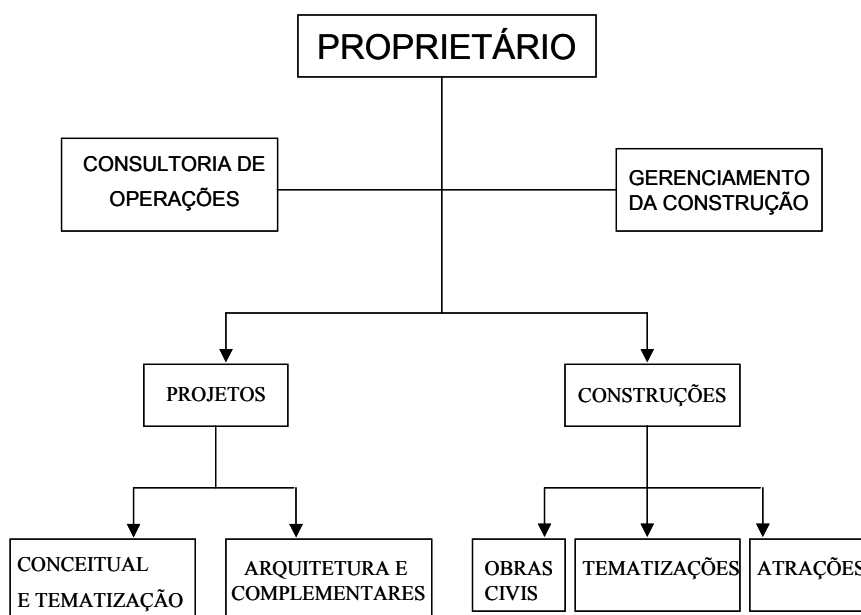 PROPRIETÁRIO
CONSULTORIA DE
OPERAÇÕES
GERENCIAMENTO
DA CONSTRUÇÃO
PROJETOS
CONSTRUÇÕES
CONCEITUAL
E TEMATIZAÇÃO
ARQUITETURA E
COMPLEMENTARES
OBRAS
CIVIS
TEMATIZAÇÕES
ATRAÇÕES